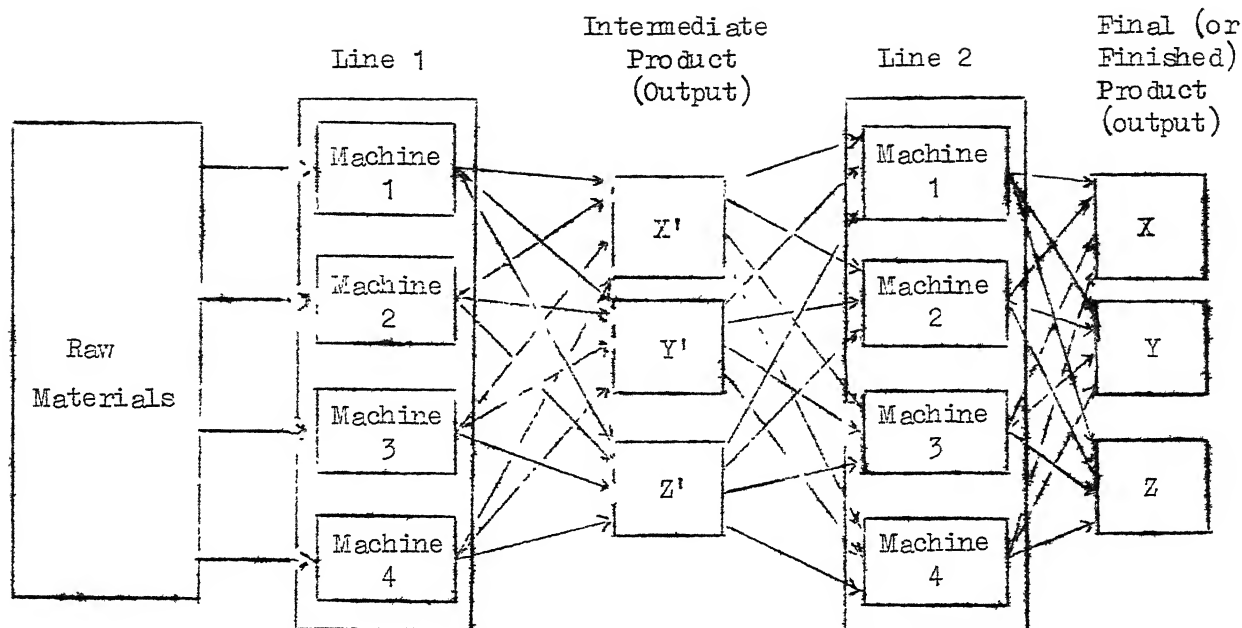 Line 1
Intermediate
Product
(Output)
Line 2
Final (or
Finished)
Product
(output)
Raw
Materials
Machine
1
Machine
2
Machine
3
Machine
4
X'
Y'
Z'
Machine
1
Machine
2
Machine
3
Machine
4
X
Y
Z